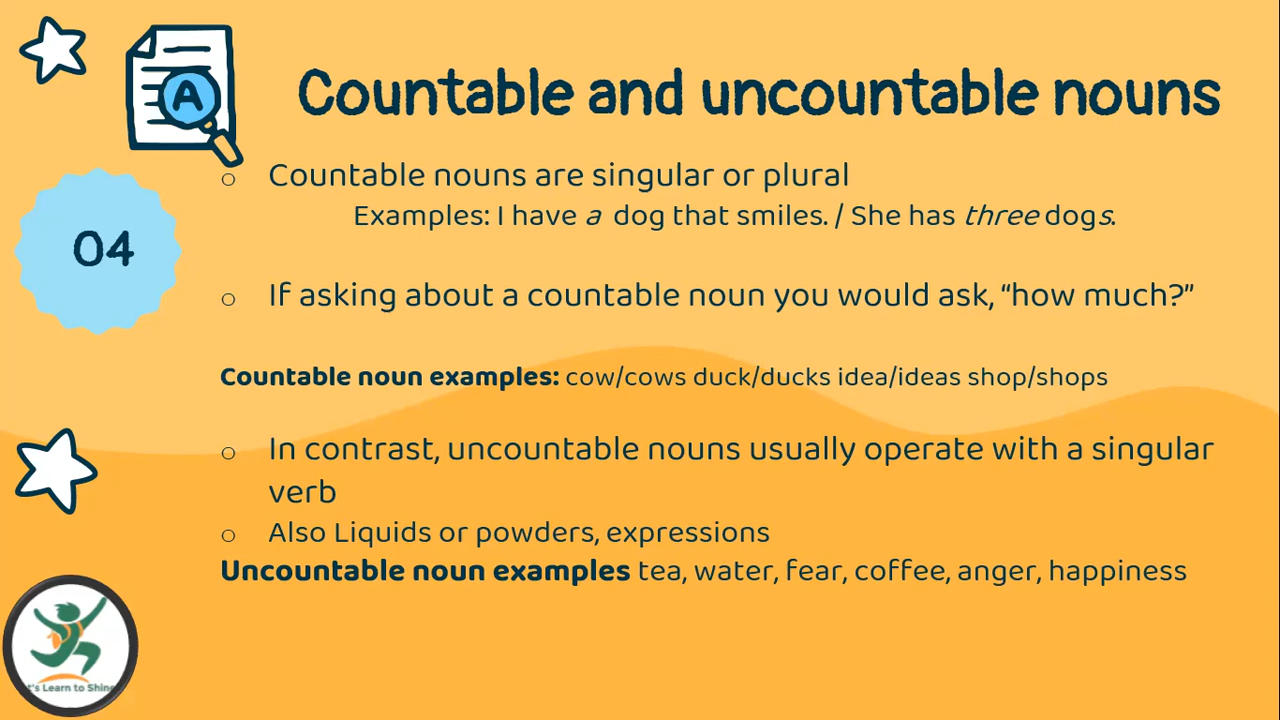 A
Countable and uncountable nouns
○ Countable nouns are singular or plural
Examples: I have a dog that smiles. / She has three dogs.
04
○ If asking about a countable noun you would ask, “how much?”
Countable noun examples: cow/cows duck/ducks idea/ideas shop/shops
○ In contrast, uncountable nouns usually operate with a singular
verb
○ Also Liquids or powders, expressions
Uncountable noun examples tea, water, fear, coffee, anger, happiness
t's Learn to Shine